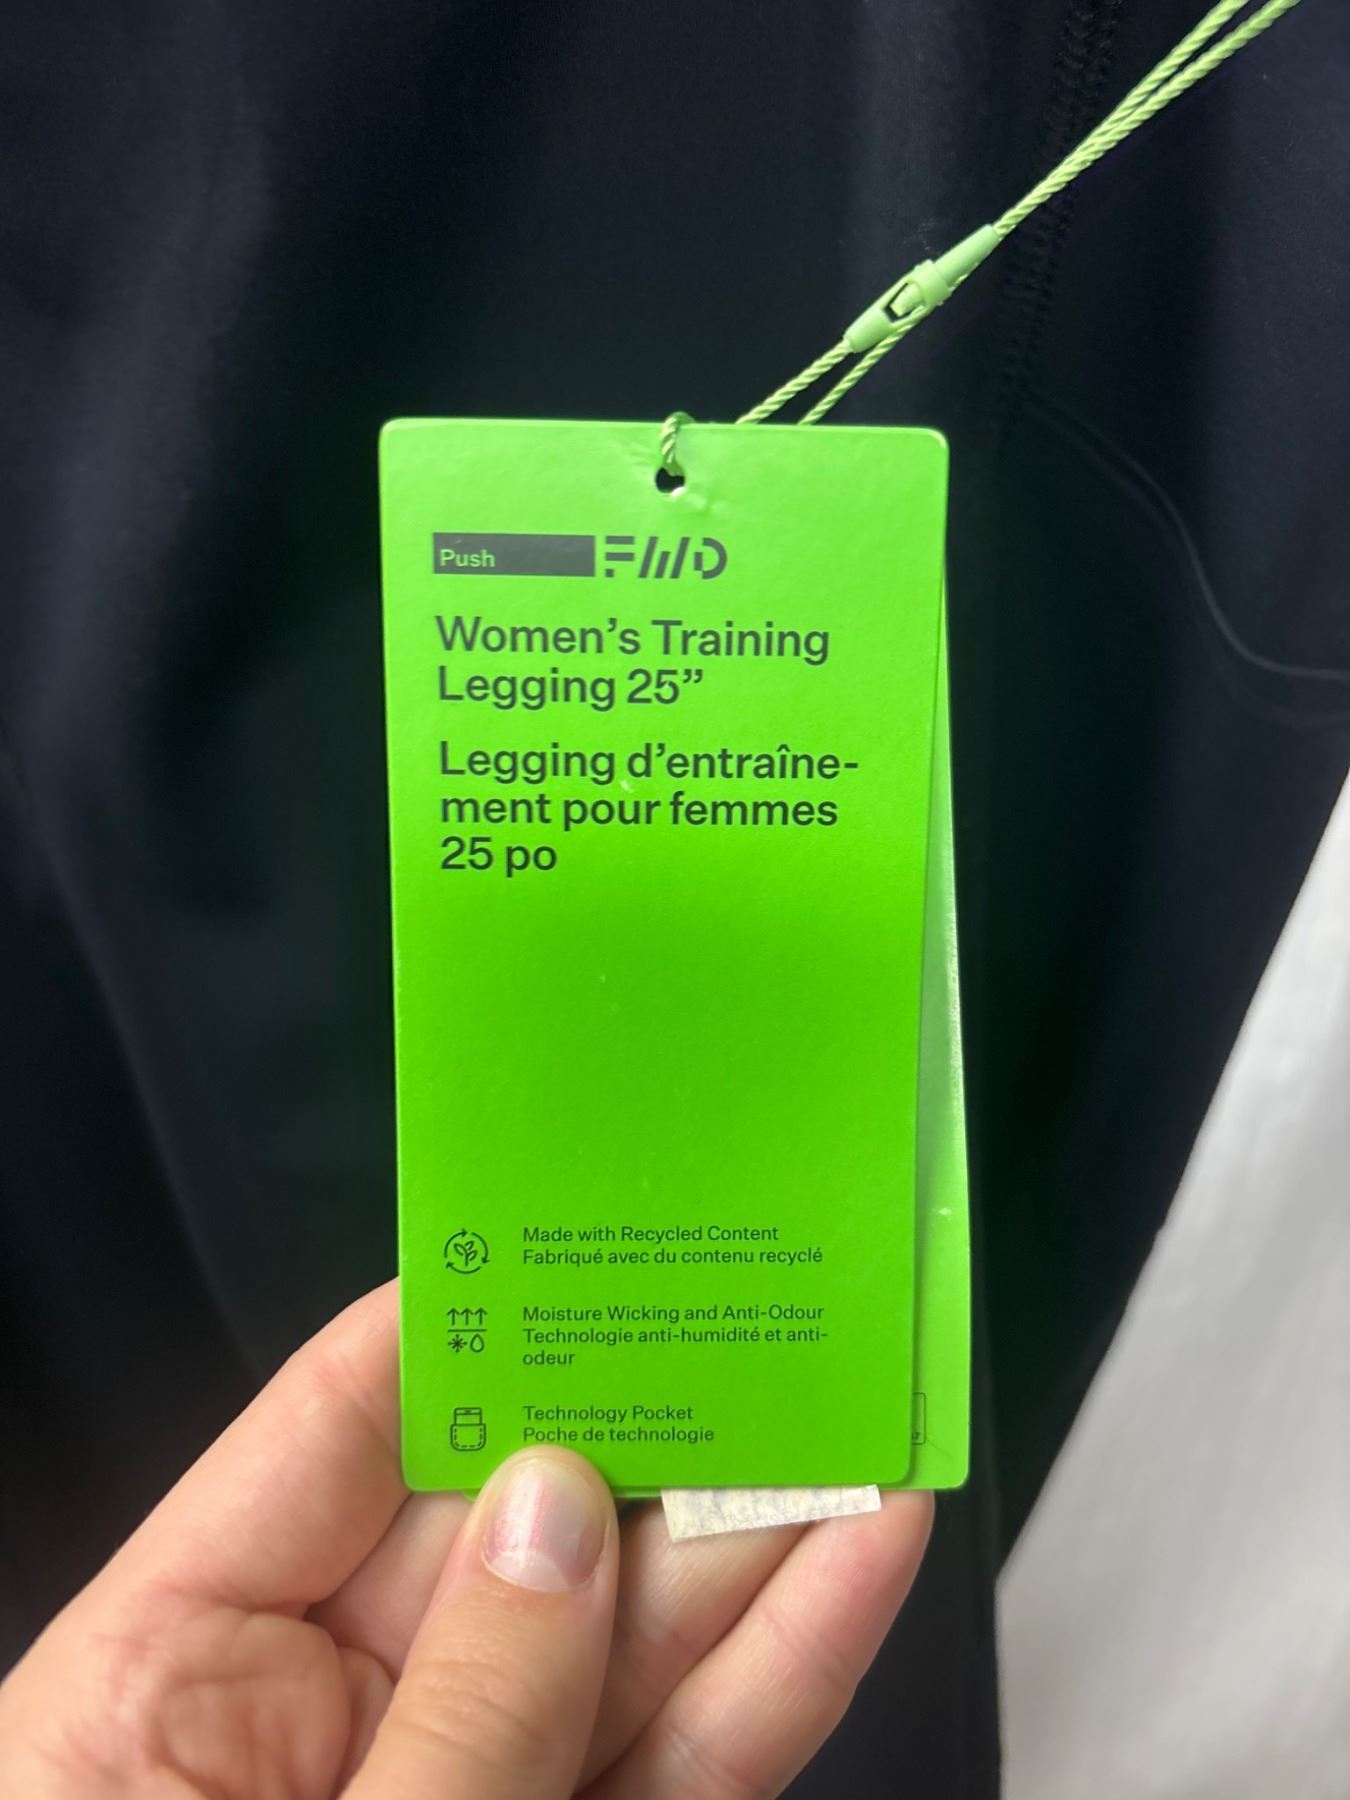 Push FWD
Women’s Training
Legging 25”
Legging d’entraîne-
ment pour femmes
25 po
Made with Recycled Content
Fabriqué avec du contenu recyclé
Moisture Wicking and Anti-Odour
Technologie anti-humidité et anti-
odeur
Technology Pocket
Poche de technologie